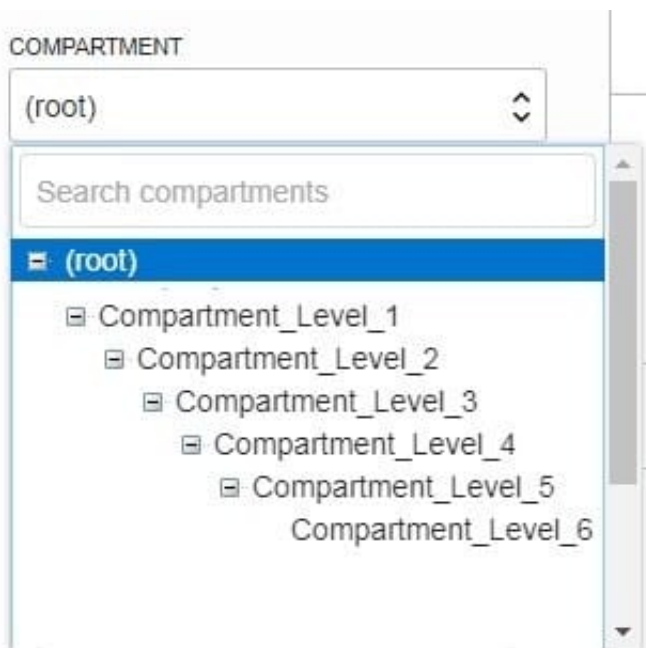 COMPARTMENT
(root)
Search compartments
(root)
Compartment_Level_1
Compartment_Level_2
Compartment_Level_3
Compartment_Level_4
Compartment_Level_5
Compartment_Level_6